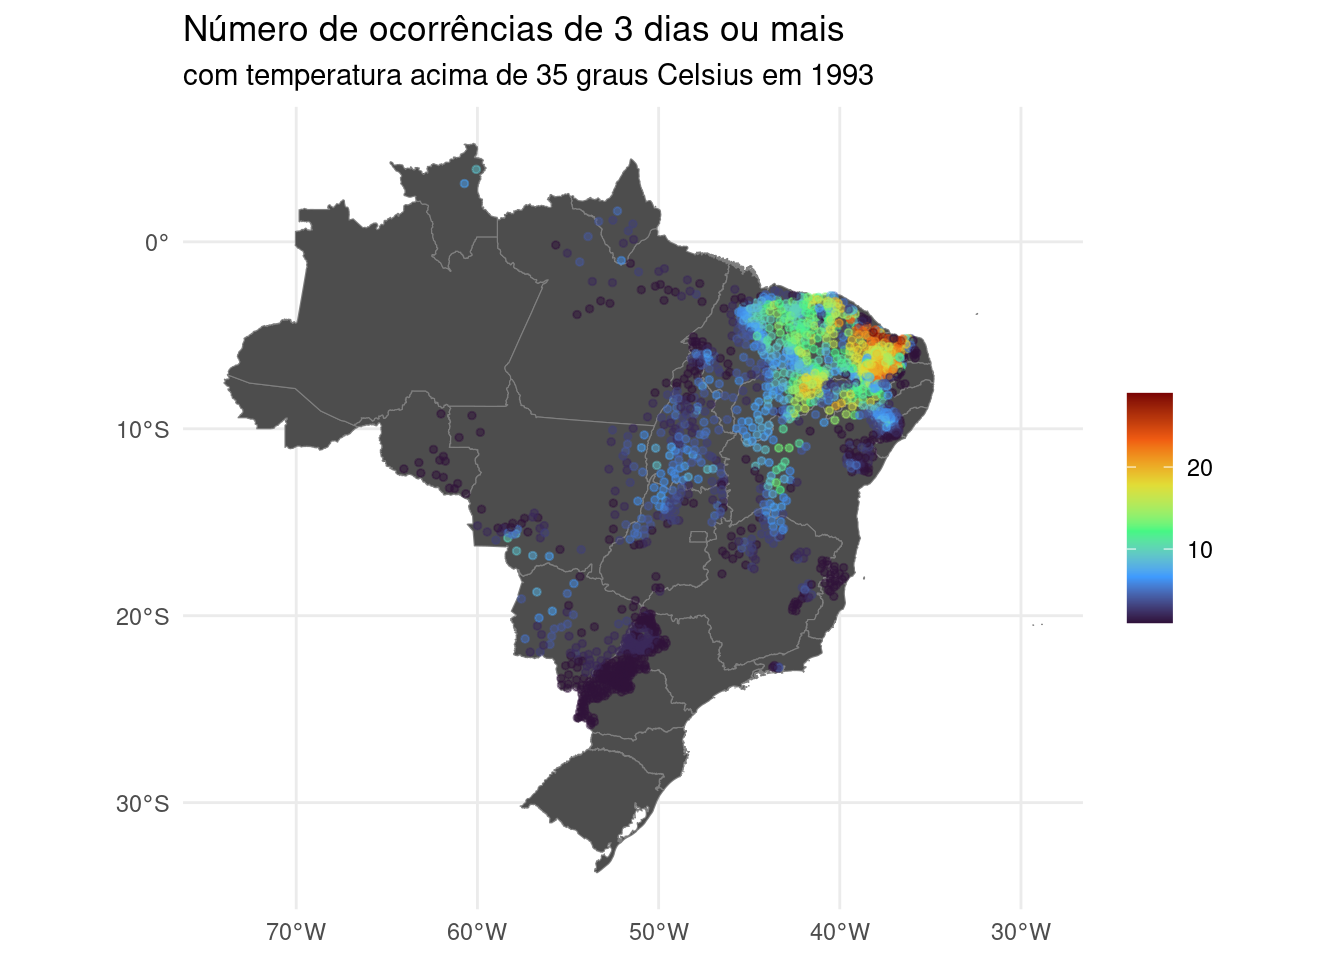 Número de ocorrências de 3 dias ou mais
com temperatura acima de 35 graus Celsius em 1993
0°
10°S
20°S
30°S
70°W
60°W
50°W
40°W
30°W
20
10